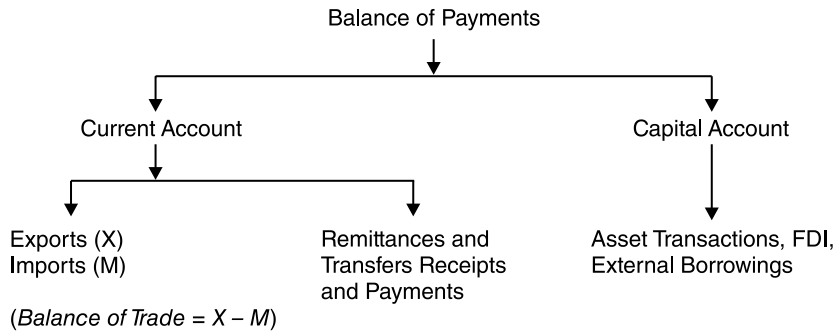 Balance of Payments
Current Account
Capital Account
Exports (X)
Imports (M)
(Balance of Trade = X – M)
Remittances and
Transfers Receipts
and Payments
Asset Transactions, FDI,
External Borrowings